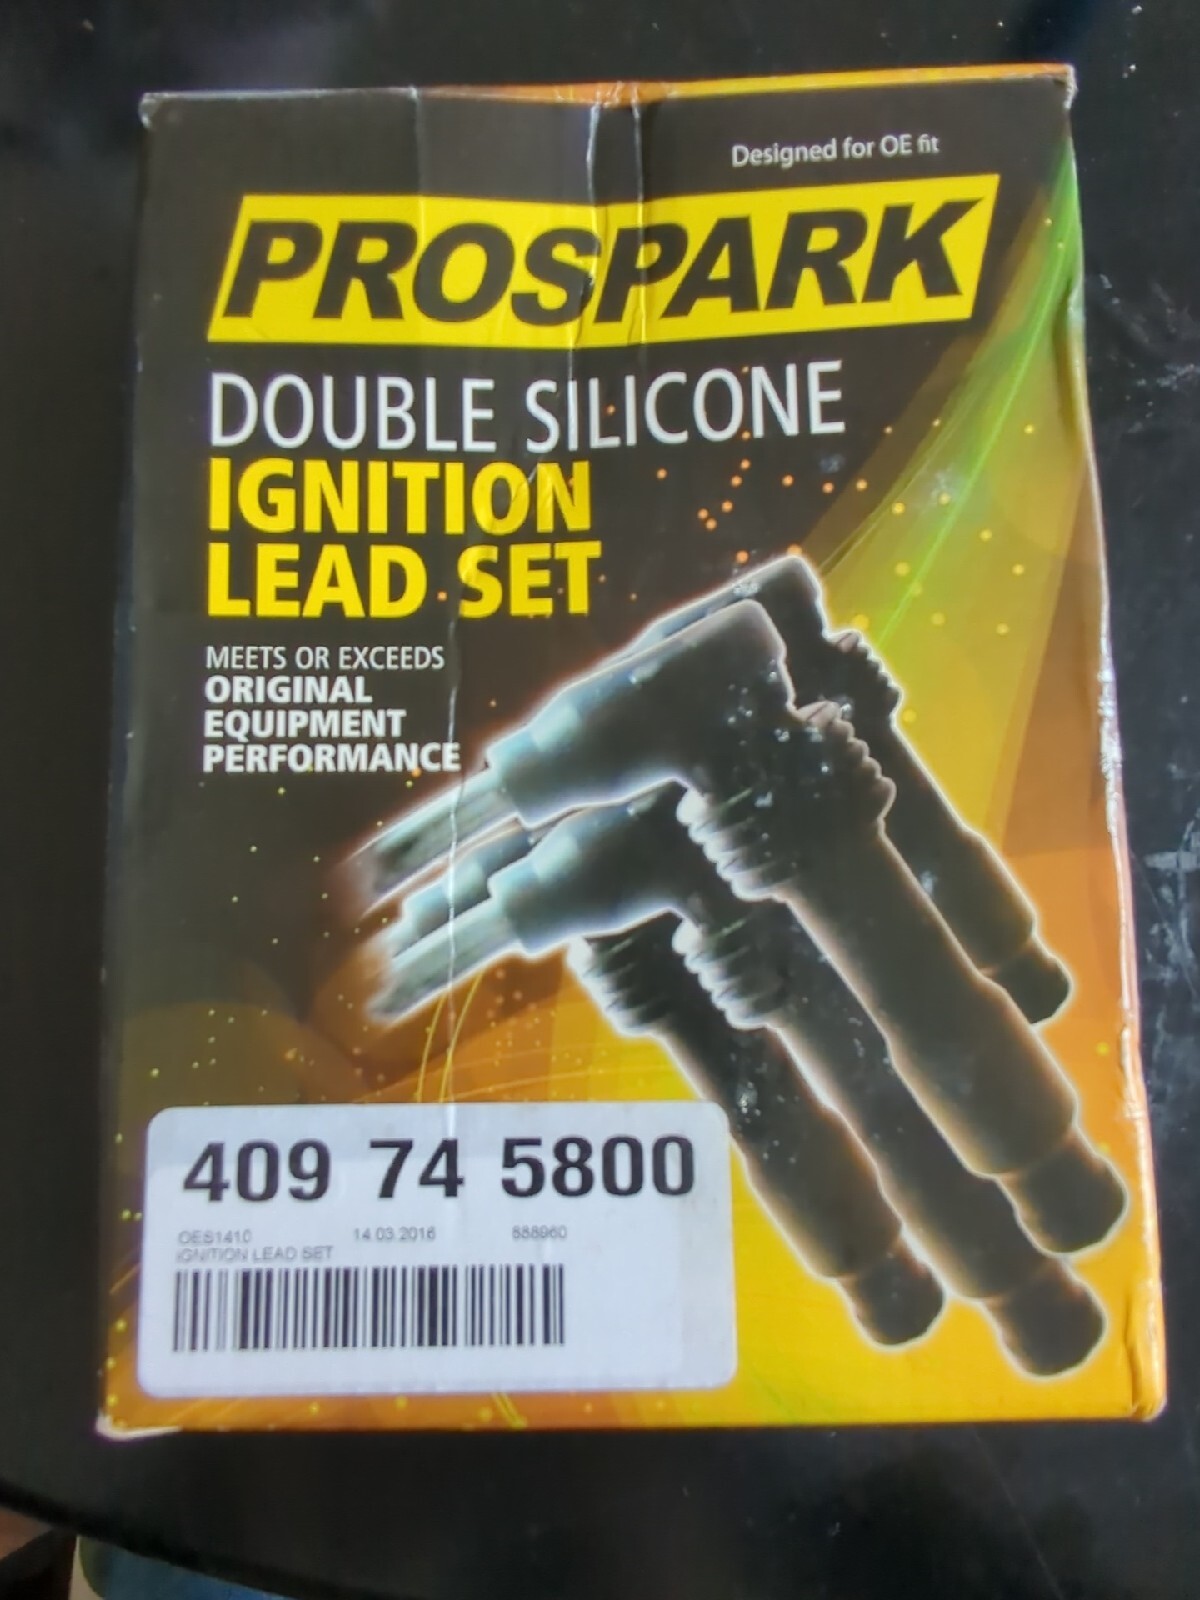 Designed for OE fit
PROSPARK
DOUBLE SILICONE
IGNITION
LEAD SET
MEETS OR EXCEEDS
ORIGINAL
EQUIPMENT
PERFORMANCE
409 74 5800
OES1410 14.03.2016 888960
IGNITION LEAD SET